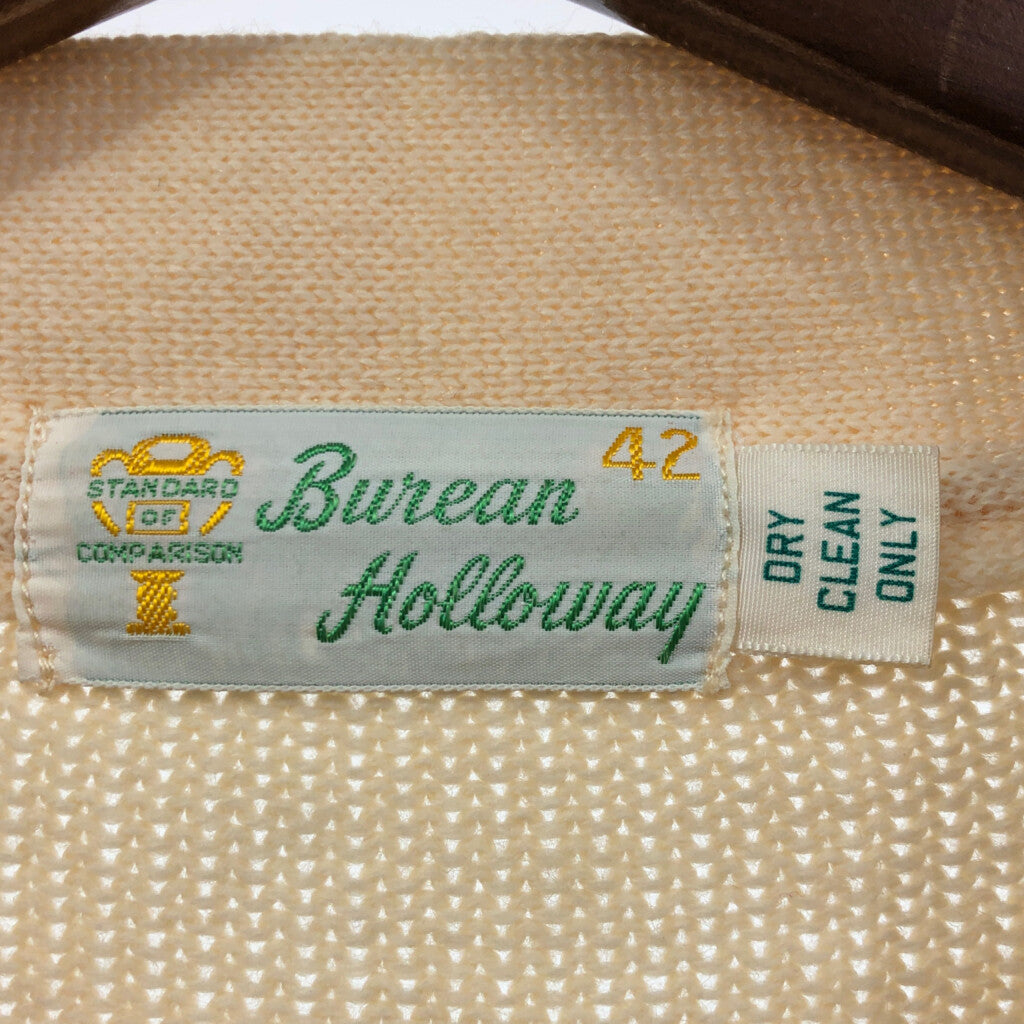 STANDARD
OF
COMPARISON
Burean
Holloway
42
DRY
CLEAN
ONLY